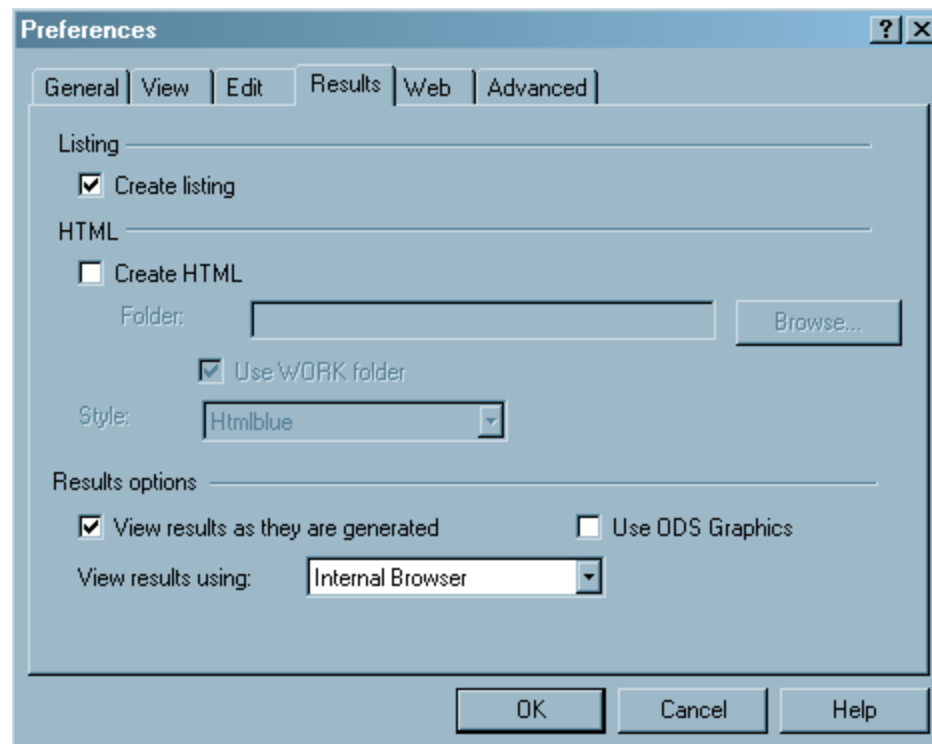 Preferences
General View Edit Results Web Advanced
Listing
Create listing
HTML
Create HTML
Folder: Browse...
Use WORK folder
Style: Htmlblue
Results options
View results as they are generated Use ODS Graphics
View results using: Internal Browser
OK Cancel Help